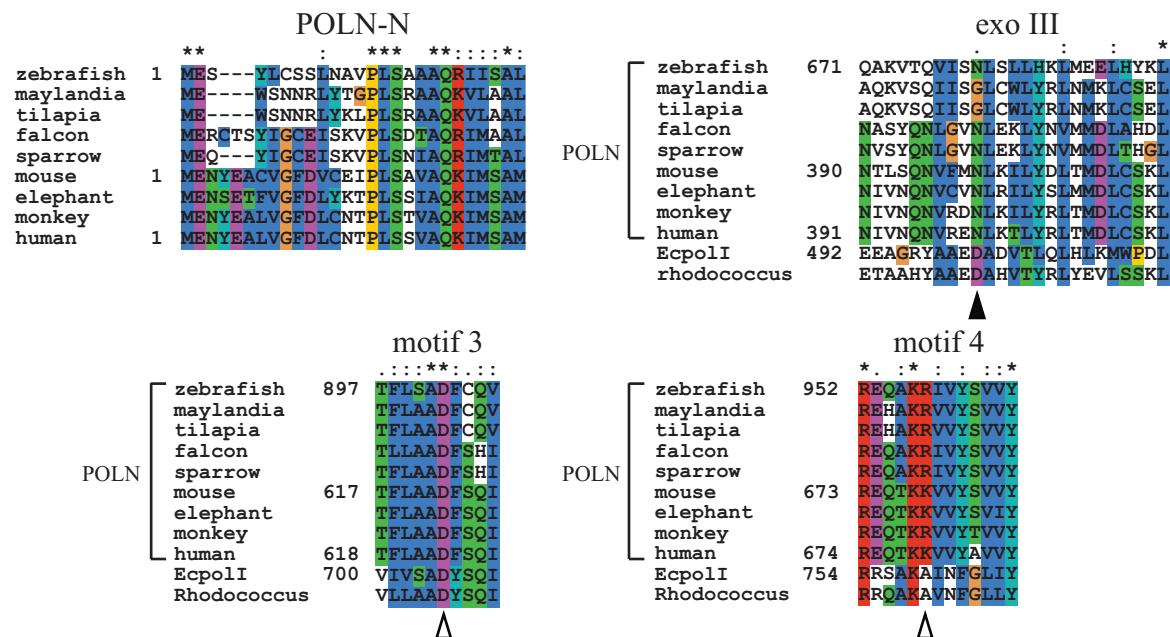 POLN-N
**         :   ***  **::::*:
zebrafish 1 MES---YLCSSLNAVPLSAAAQRIISAL
maylandia ME----WSNNRLYTGPLSRAAQKVLAAL
tilapia ME----WSNNRLYKLPLSRAAQKVLAAL
falcon MERCTSYIGCEISKVPLSDTAQRIMAAL
sparrow MEQ---YIGCEISKVPLSNIAQRIMTAL
mouse 1 MENYEACVGFDVCEIPLSAVAQKIMSAM
elephant MENSETFVGFDLYKTPLSSIAQKIMSAM
monkey MENYEALVGFDLCNTPLSTVAQKIMSAM
human 1 MENYEALVGFDLCNTPLSSVAQKIMSAM
exo III
.      :   :   *
POLN
zebrafish 671 QAKVTQVISNLSLLHKLMEELHYKL
maylandia AQKVSQIISGLCWLYRLNMKLCSEL
tilapia AQKVSQIISGLCWLYRLNMKLCSEL
falcon NASYQNLGVNLEKLYNVMMDLAHDL
sparrow NVSYQNLGVNLEKLYNVMMDLTHGL
mouse 390 NTLSQNVFMNLKILYDLTMDLCSKL
elephant NIVNQNVCVNLRILYSLMMDLCSKL
monkey NIVNQNVRDNLKILYRLTMDLCSKL
human 391 NIVNQNVRENLKTLYRLTMDLCSKL
EcpolI 492 EEAGRYAAEDADVTLQLHLKMWPDL
rhodococcus ETAAHYAAEDAHVTYRLYEVLSSKL
motif 3
.:::**:.::
POLN
zebrafish 897 TFLSADFCQV
maylandia TFLAADFCQV
tilapia TFLAADFCQV
falcon TLLAADFSHI
sparrow TFLAADFSHI
mouse 617 TFLAADFSQI
elephant TFLAADFSQI
monkey TFLAADFSQI
human 618 TFLAADFSQI
EcpolI 700 VIVSADYSQI
Rhodococcus VLLAADYSQI
motif 4
*. :* :.: ::*
POLN
zebrafish 952 REQAKRIVYSVVY
maylandia REHAKRIVYSVVY
tilapia REHAKRIVYSVVY
falcon REQAKRIVYSVVY
sparrow REQAKRIVYSVVY
mouse 673 REQTKKVVYSVVY
elephant REQTKKVVYSVIY
monkey REQTKKVVYTVVY
human 674 REQTKKVVYAVVY
EcpolI 754 RRSAKAINFGLIY
Rhodococcus RRQAKAVNFGLLY